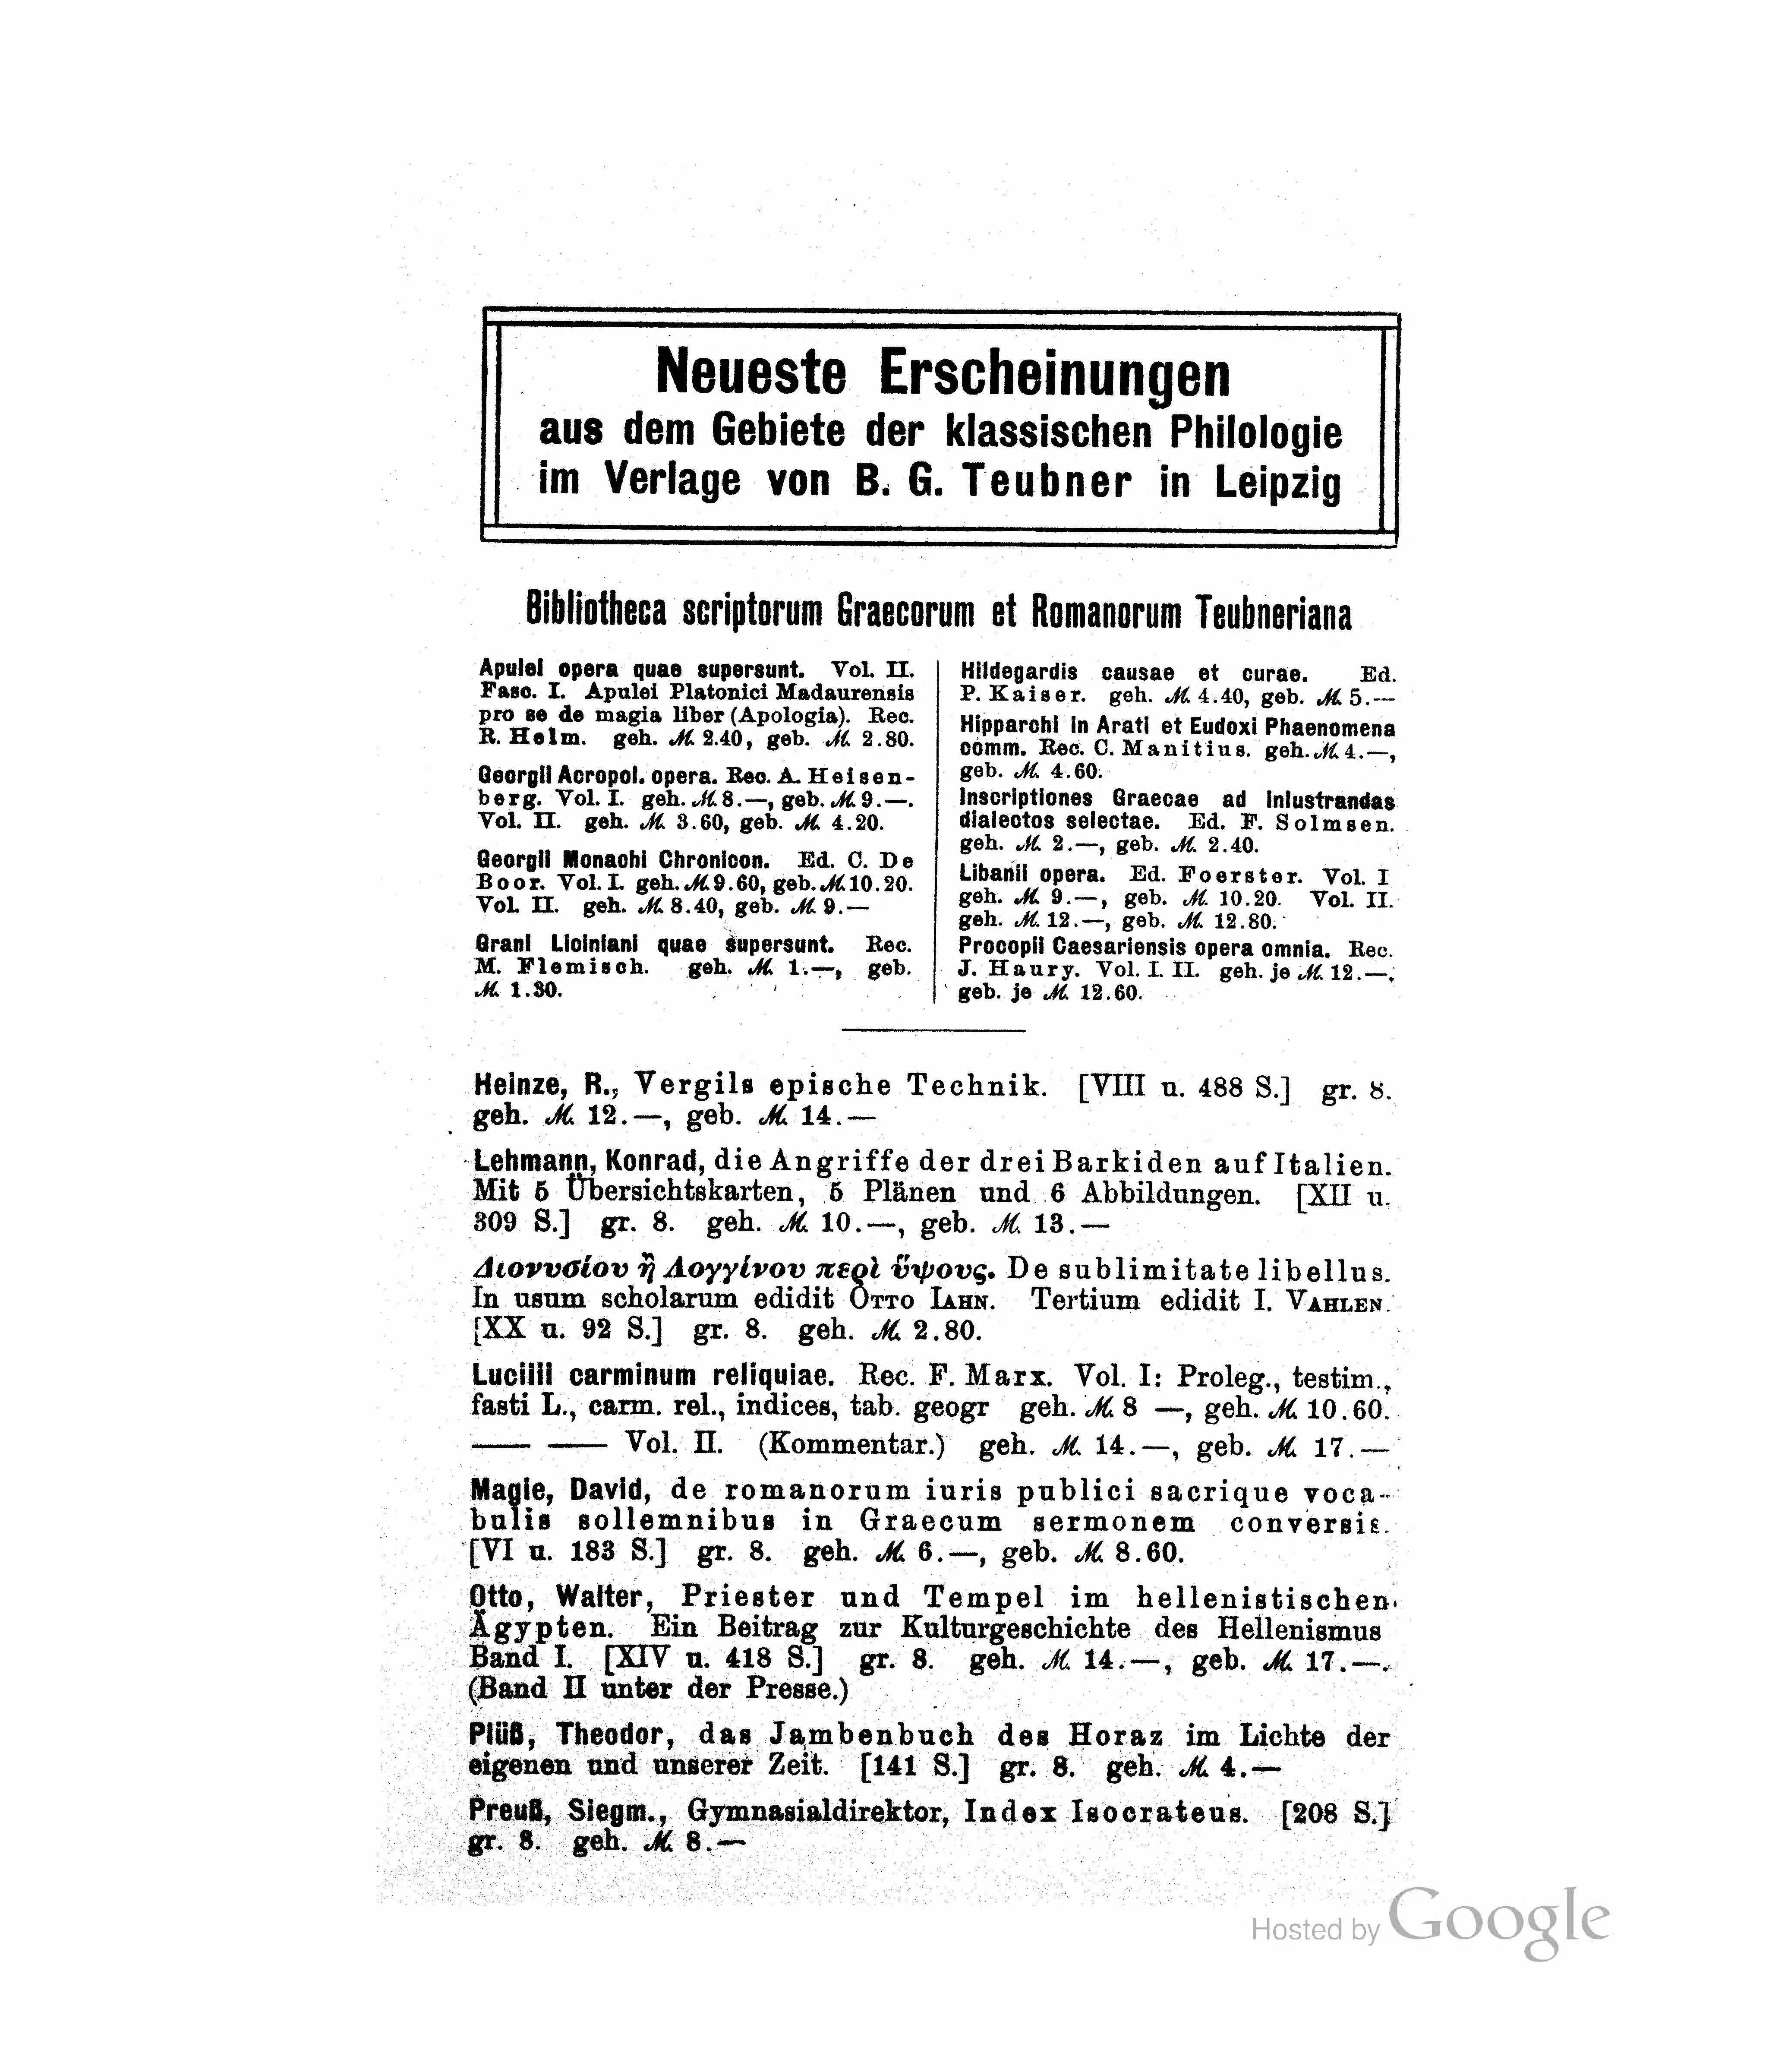 Neueste Erscheinungen
aus dem Gebiete der klassischen Philologie
im Verlage von B. G. Teubner in Leipzig
Bibliotheca scriptorum Graecorum et Romanorum Teubneriana
Apulei opera quae supersunt. Vol. II.
Fasc. I. Apulei Platonici Madaurensis
pro se de magia liber (Apologia). Rec.
R. Helm. geh. ℳ 2.40, geb. ℳ 2.80.
Georgii Acropol. opera. Rec. A. Heisen-
berg. Vol. I. geh. ℳ 8.—, geb. ℳ 9.—.
Vol. II. geh. ℳ 3.60, geb. ℳ 4.20.
Georgii Monachi Chronicon. Ed. C. De
Boor. Vol. I. geh. ℳ 9.60, geb. ℳ 10.20.
Vol. II. geh. ℳ 8.40, geb. ℳ 9.—
Grani Liciniani quae supersunt. Rec.
M. Flemisch. geh. ℳ 1.—, geb.
ℳ 1.30.
Hildegardis causae et curae. Ed.
P. Kaiser. geh. ℳ 4.40, geb. ℳ 5.—
Hipparchi in Arati et Eudoxi Phaenomena
comm. Rec. C. Manitius. geh. ℳ 4.—,
geb. ℳ 4.60.
Inscriptiones Graecae ad inlustrandas
dialectos selectae. Ed. F. Solmsen.
geh. ℳ 2.—, geb. ℳ 2.40.
Libanii opera. Ed. Foerster. Vol. I
geh. ℳ 9.—, geb. ℳ 10.20. Vol. II.
geh. ℳ 12.—, geb. ℳ 12.80.
Procopii Caesariensis opera omnia. Rec.
J. Haury. Vol. I. II. geh. je ℳ 12.—,
geb. je ℳ 12.60.
Heinze, R., Vergils epische Technik. [VIII u. 488 S.] gr. 8.
geh. ℳ 12.—, geb. ℳ 14.—
Lehmann, Konrad, die Angriffe der drei Barkiden auf Italien.
Mit 5 Übersichtskarten, 5 Plänen und 6 Abbildungen. [XII u.
309 S.] gr. 8. geh. ℳ 10.—, geb. ℳ 13.—
Διονυσίου ἢ Λογγίνου περὶ ὕψους. De sublimitate libellus.
In usum scholarum edidit Otto Iahn. Tertium edidit I. Vahlen.
[XX u. 92 S.] gr. 8. geh. ℳ 2.80.
Lucilii carminum reliquiae. Rec. F. Marx. Vol. I: Proleg., testim.,
fasti L., carm. rel., indices, tab. geogr geh. ℳ 8 —, geh. ℳ 10.60.
—— —— Vol. II. (Kommentar.) geh. ℳ 14.—, geb. ℳ 17.—
Magie, David, de romanorum iuris publici sacrique voca-
bulis sollemnibus in Graecum sermonem conversis.
[VI u. 183 S.] gr. 8. geh. ℳ 6.—, geb. ℳ 8.60.
Otto, Walter, Priester und Tempel im hellenistischen
Ägypten. Ein Beitrag zur Kulturgeschichte des Hellenismus
Band I. [XIV u. 418 S.] gr. 8. geh. ℳ 14.—, geb. ℳ 17.—.
(Band II unter der Presse.)
Plüß, Theodor, das Jambenbuch des Horaz im Lichte der
eigenen und unserer Zeit. [141 S.] gr. 8. geh. ℳ 4.—
Preuß, Siegm., Gymnasialdirektor, Index Isocrateus. [208 S.]
gr. 8. geh. ℳ 8.—
Hosted by Google